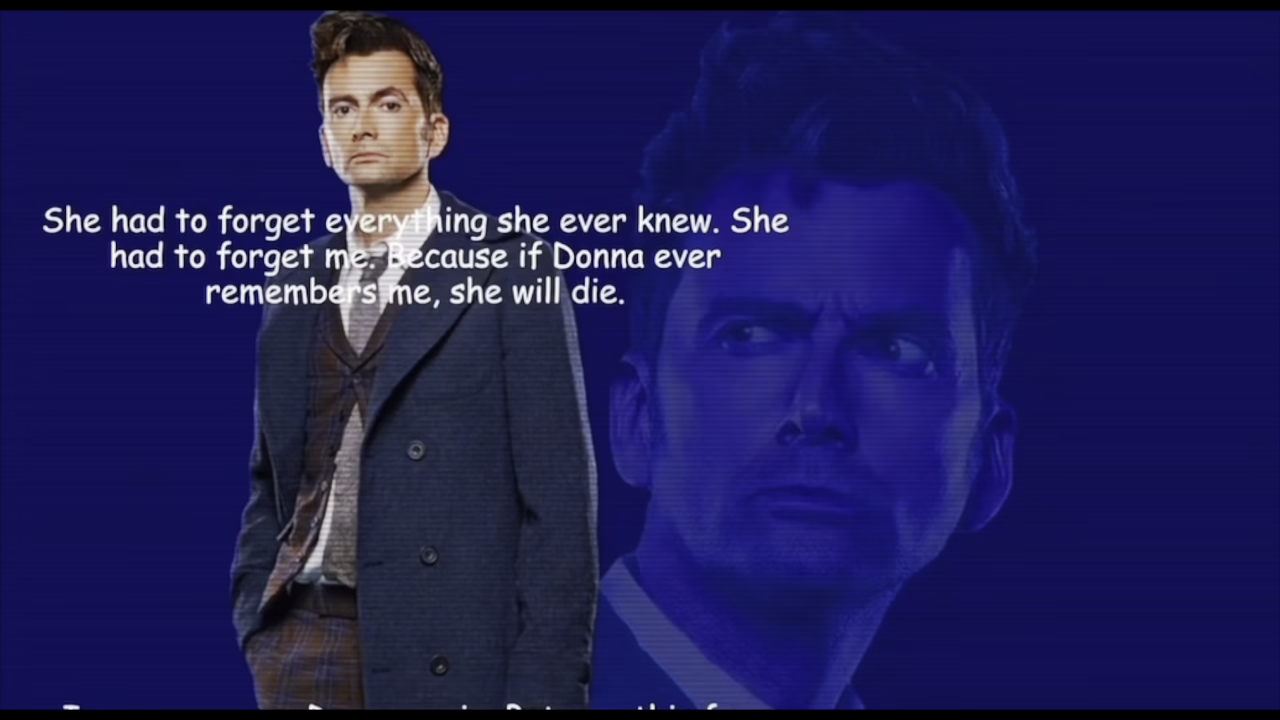 She had to forget everything she ever knew. She
had to forget me. Because if Donna ever
remembers me, she will die.